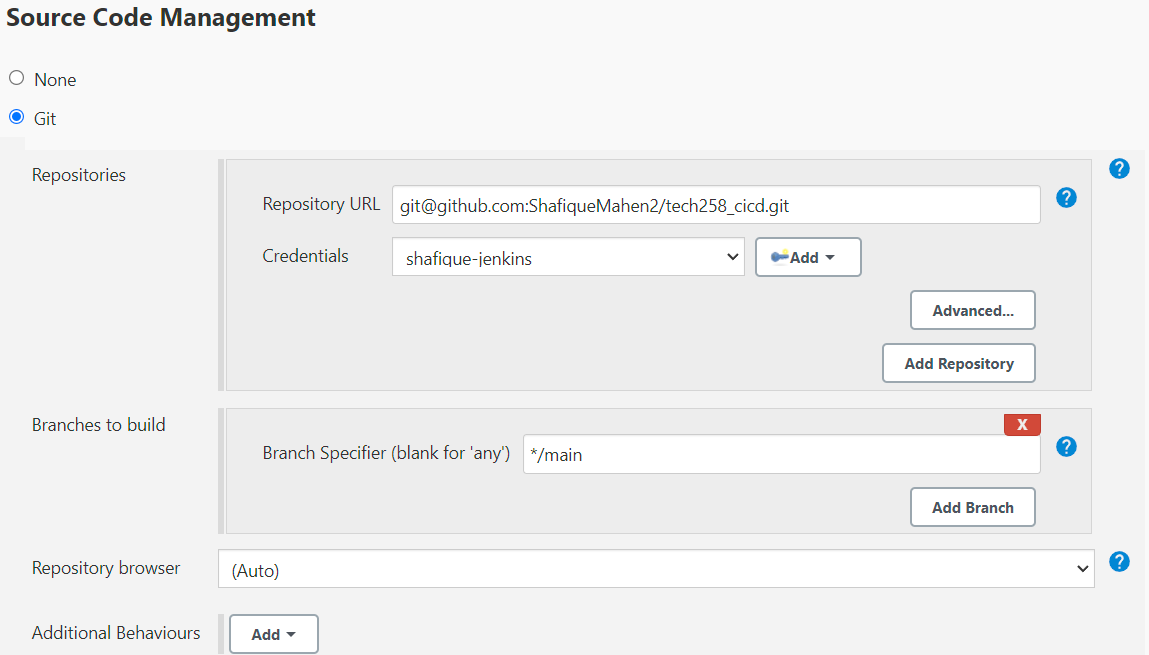 Source Code Management
None
Git
Repositories
?
Repository URL git@github.com:ShafiqueMahen2/tech258_cicd.git ?
Credentials shafique-jenkins Add
Advanced...
Add Repository
Branches to build
X
Branch Specifier (blank for 'any') */main ?
Add Branch
Repository browser (Auto) ?
Additional Behaviours Add